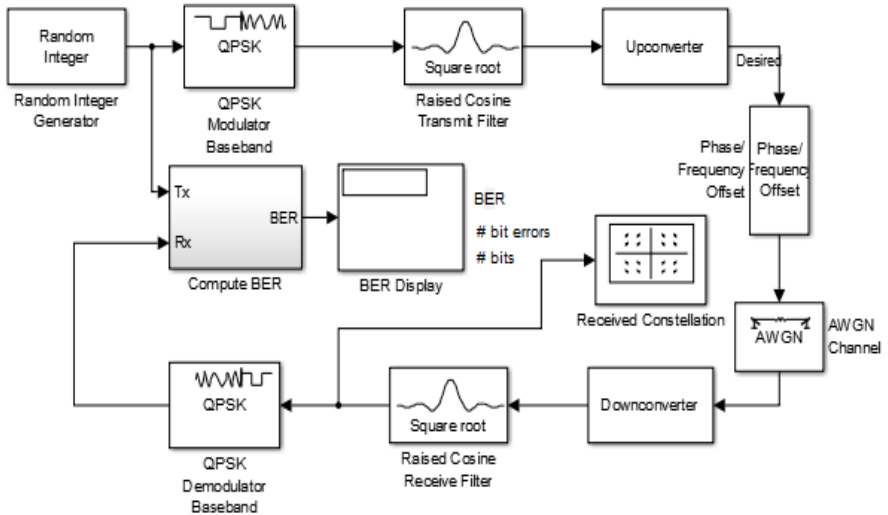 Random
Integer
Random Integer
Generator
QPSK
QPSK
Modulator
Baseband
Square root
Raised Cosine
Transmit Filter
Upconverter
Desired
Phase/
Frequency
Offset
Phase/
Frequency
Offset
Tx
Rx
BER
Compute BER
BER Display
BER
# bit errors
# bits
Received Constellation
AWGN
AWGN
Channel
QPSK
QPSK
Demodulator
Baseband
Square root
Raised Cosine
Receive Filter
Downconverter